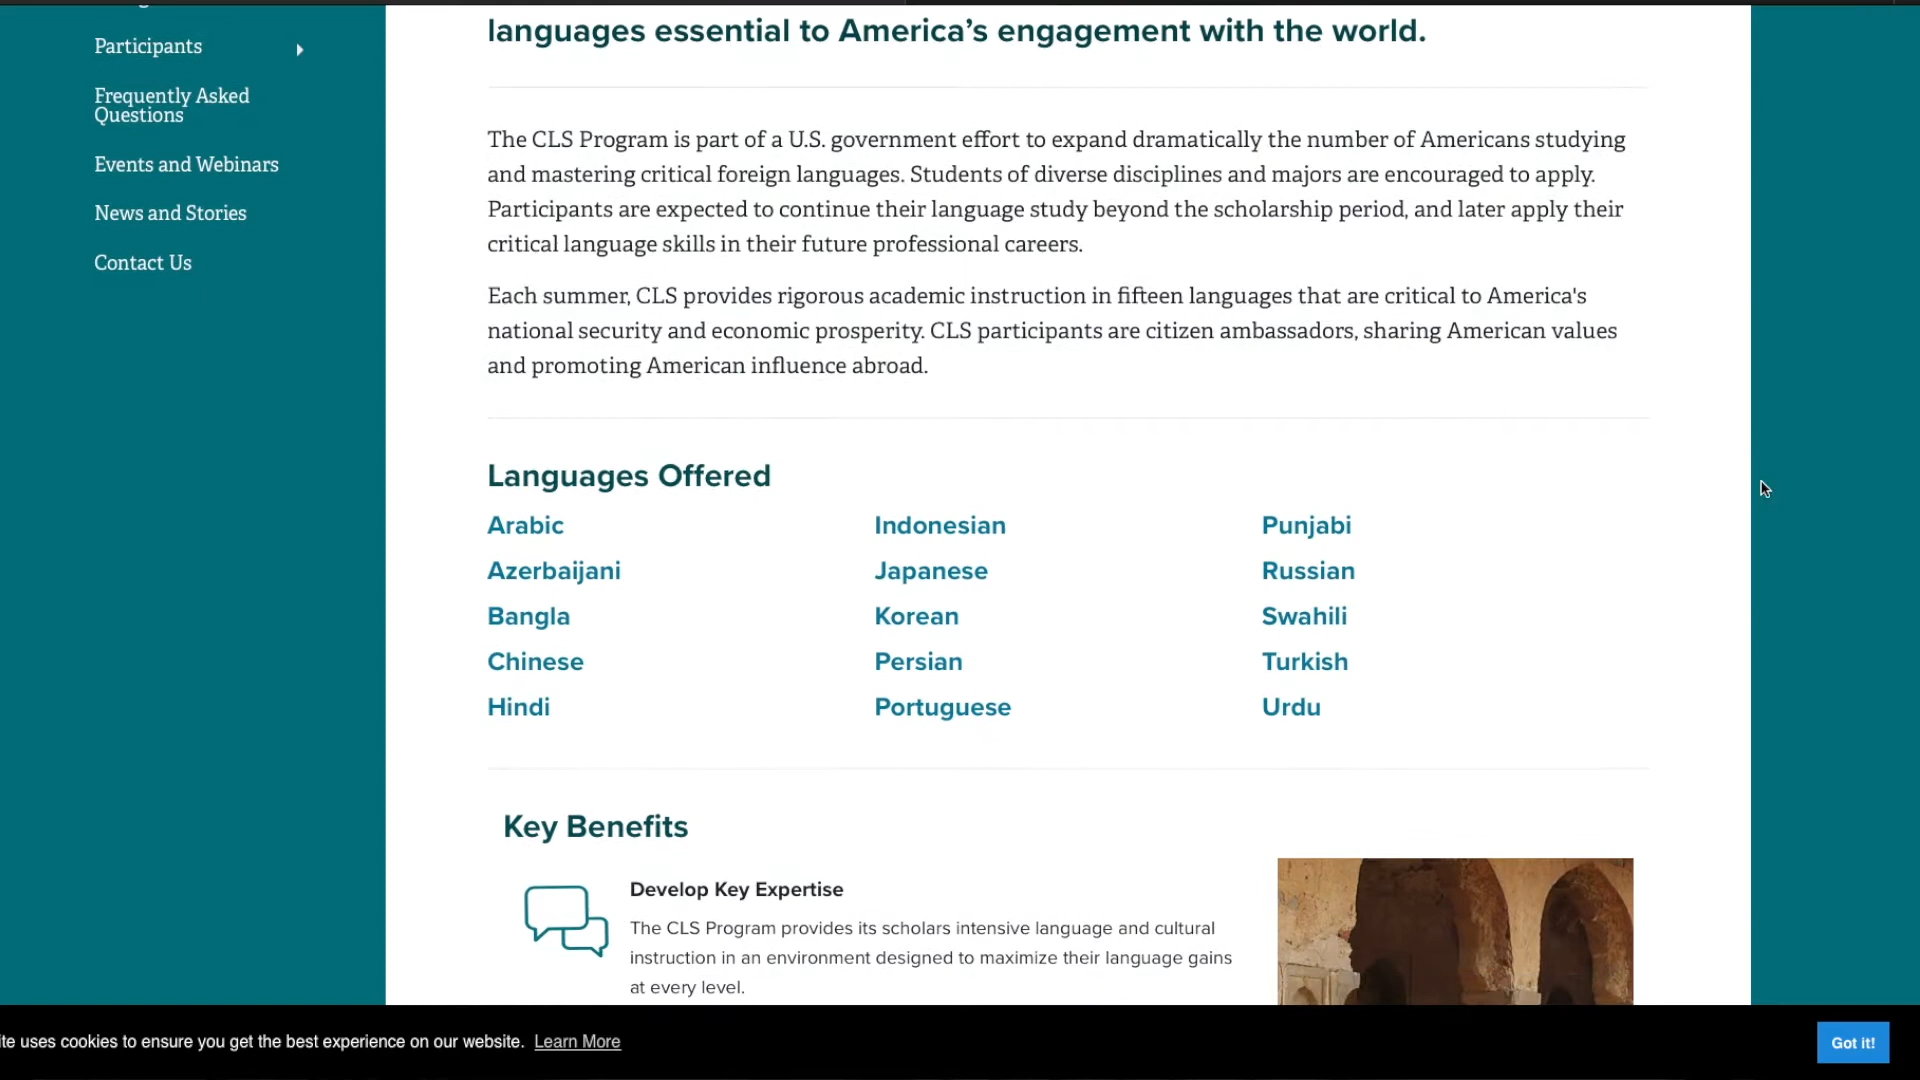 Participants
Frequently Asked
Questions
Events and Webinars
News and Stories
Contact Us
languages essential to America’s engagement with the world.
The CLS Program is part of a U.S. government effort to expand dramatically the number of Americans studying
and mastering critical foreign languages. Students of diverse disciplines and majors are encouraged to apply.
Participants are expected to continue their language study beyond the scholarship period, and later apply their
critical language skills in their future professional careers.
Each summer, CLS provides rigorous academic instruction in fifteen languages that are critical to America's
national security and economic prosperity. CLS participants are citizen ambassadors, sharing American values
and promoting American influence abroad.
Languages Offered
Arabic
Azerbaijani
Bangla
Chinese
Hindi
Indonesian
Japanese
Korean
Persian
Portuguese
Punjabi
Russian
Swahili
Turkish
Urdu
Key Benefits
Develop Key Expertise
The CLS Program provides its scholars intensive language and cultural
instruction in an environment designed to maximize their language gains
at every level.
ite uses cookies to ensure you get the best experience on our website. Learn More
Got it!